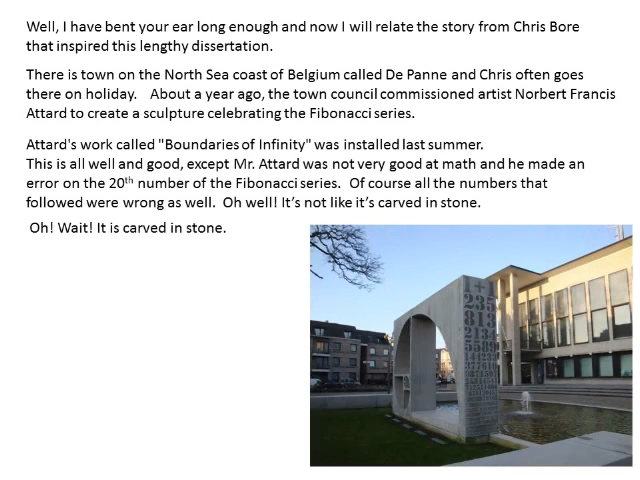 Well, I have bent your ear long enough and now I will relate the story from Chris Bore
that inspired this lengthy dissertation.
There is town on the North Sea coast of Belgium called De Panne and Chris often goes
there on holiday. About a year ago, the town council commissioned artist Norbert Francis
Attard to create a sculpture celebrating the Fibonacci series.
Attard's work called "Boundaries of Infinity" was installed last summer.
This is all well and good, except Mr. Attard was not very good at math and he made an
error on the 20th number of the Fibonacci series. Of course all the numbers that
followed were wrong as well. Oh well! It's not like it's carved in stone.
Oh! Wait! It is carved in stone.
1+1
235
813
2134
5589